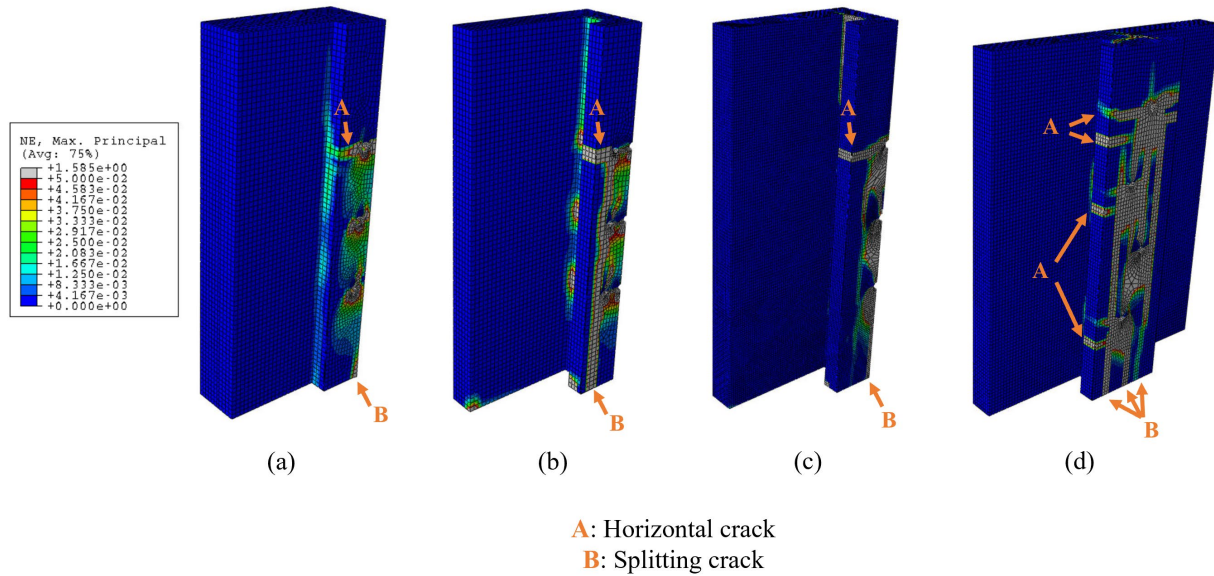 NE, Max. Principal
(Avg: 75%)
+1.585e+00
+5.000e-02
+4.583e-02
+4.167e-02
+3.750e-02
+3.333e-02
+2.917e-02
+2.500e-02
+2.083e-02
+1.667e-02
+1.250e-02
+8.333e-03
+4.167e-03
+0.000e+00
A
B
A
B
A
B
A
A
B
(a)
(b)
(c)
(d)
A: Horizontal crack
B: Splitting crack